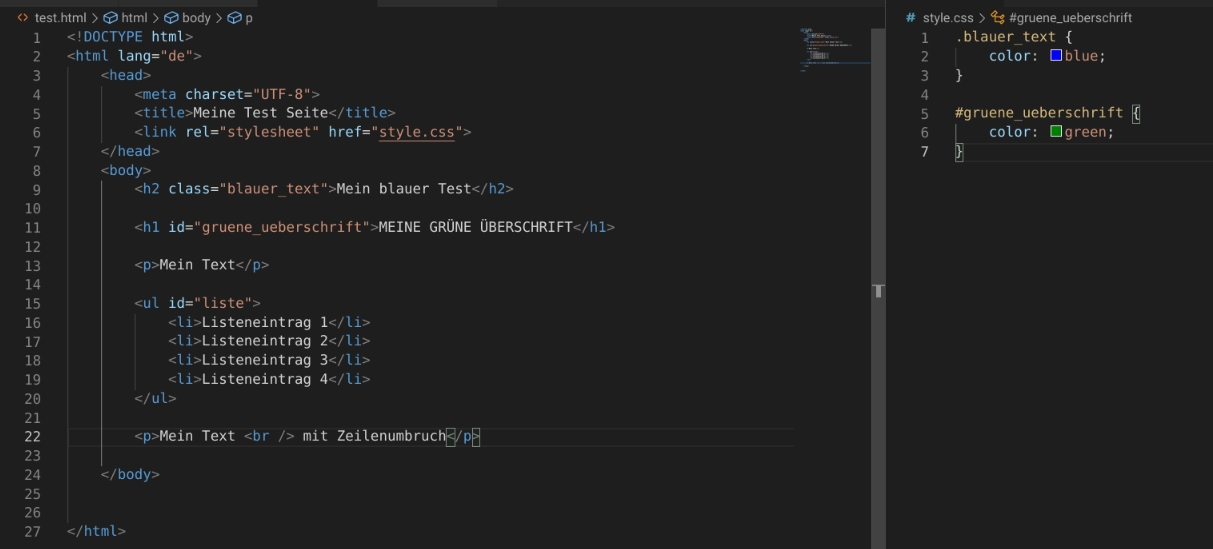 test.html > html > body > p
1 <!DOCTYPE html>
2 <html lang="de">
3 <head>
4 <meta charset="UTF-8">
5 <title>Meine Test Seite</title>
6 <link rel="stylesheet" href="style.css">
7 </head>
8 <body>
9 <h2 class="blauer_text">Mein blauer Test</h2>
10
11 <h1 id="gruene_ueberschrift">MEINE GRÜNE ÜBERSCHRIFT</h1>
12
13 <p>Mein Text</p>
14
15 <ul id="liste">
16 <li>Listeneintrag 1</li>
17 <li>Listeneintrag 2</li>
18 <li>Listeneintrag 3</li>
19 <li>Listeneintrag 4</li>
20 </ul>
21
22 <p>Mein Text <br /> mit Zeilenumbruch</p>
23
24 </body>
25
26
27 </html>
# style.css > #gruene_ueberschrift
1 .blauer_text {
2 color: blue;
3 }
4
5 #gruene_ueberschrift {
6 color: green;
7 }